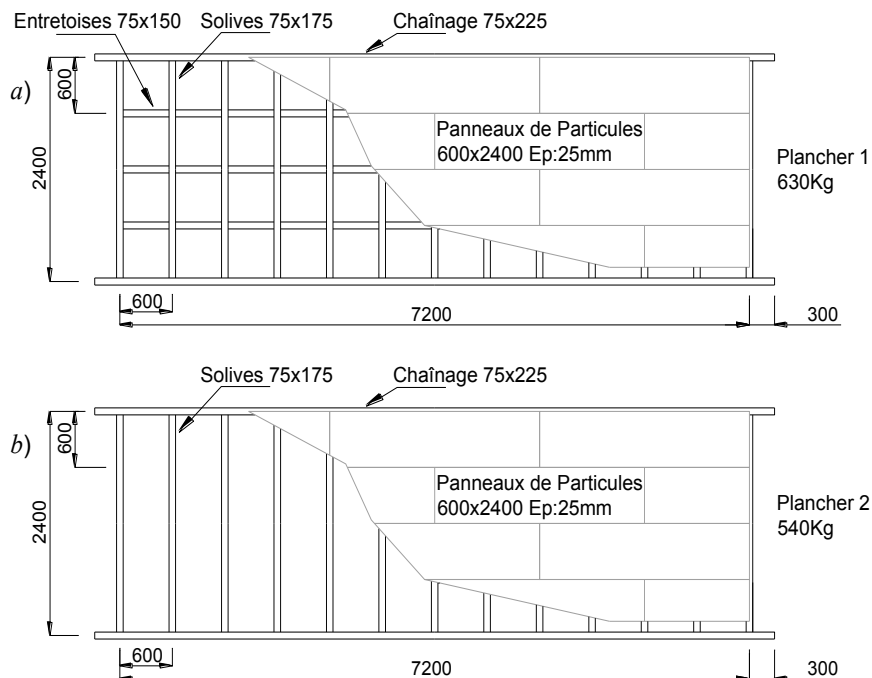 Entretoises 75x150
Solives 75x175
Chaînage 75x225
a)
600
2400
Panneaux de Particules
600x2400 Ep:25mm
Plancher 1
630Kg
600
7200
300
Solives 75x175
Chaînage 75x225
b)
600
2400
Panneaux de Particules
600x2400 Ep:25mm
Plancher 2
540Kg
600
7200
300